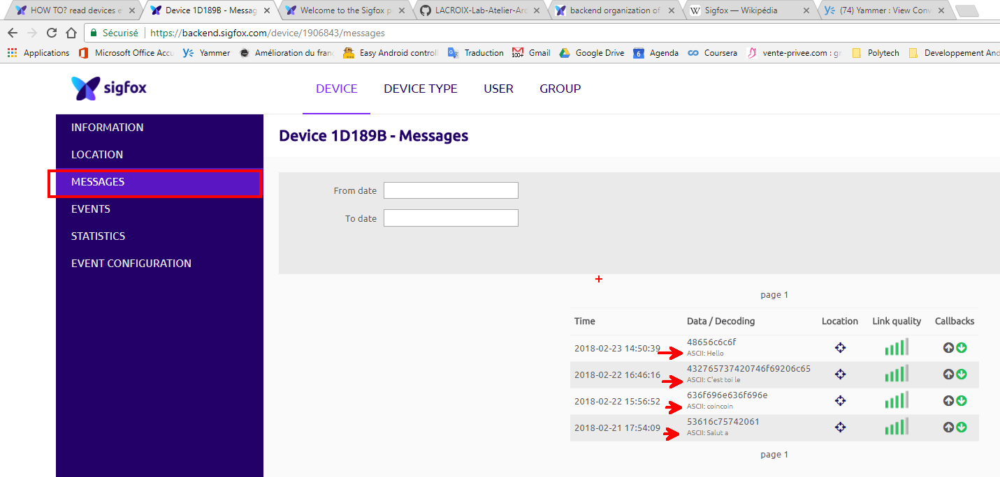 HOW TO? read devices e
Device 1D189B - Messag
Welcome to the Sigfox p
LACROIX-Lab-Atelier-Ard
backend organization of
Sigfox — Wikipédia
(74) Yammer : View Conv
Sécurisé
https://backend.sigfox.com/device/1906843/messages
Applications
Microsoft Office Accu
Yammer
Amélioration du franç
Easy Android controll
Traduction
100+
Gmail
Google Drive
6
Agenda
Coursera
vente-privee.com : gr
Polytech
Developpement And
sigfox
DEVICE
DEVICE TYPE
USER
GROUP
INFORMATION
LOCATION
MESSAGES
EVENTS
STATISTICS
EVENT CONFIGURATION
Device 1D189B - Messages
From date
To date
page 1
Time Data / Decoding Location Link quality Callbacks
2018-02-23 14:50:39 48656c6c6f
ASCII: Hello
2018-02-22 16:46:16 432765737420746f69206c65
ASCII: C'est toi le
2018-02-22 15:56:52 636f696e636f696e
ASCII: coincoin
2018-02-21 17:54:09 53616c75742061
ASCII: Salut a
page 1